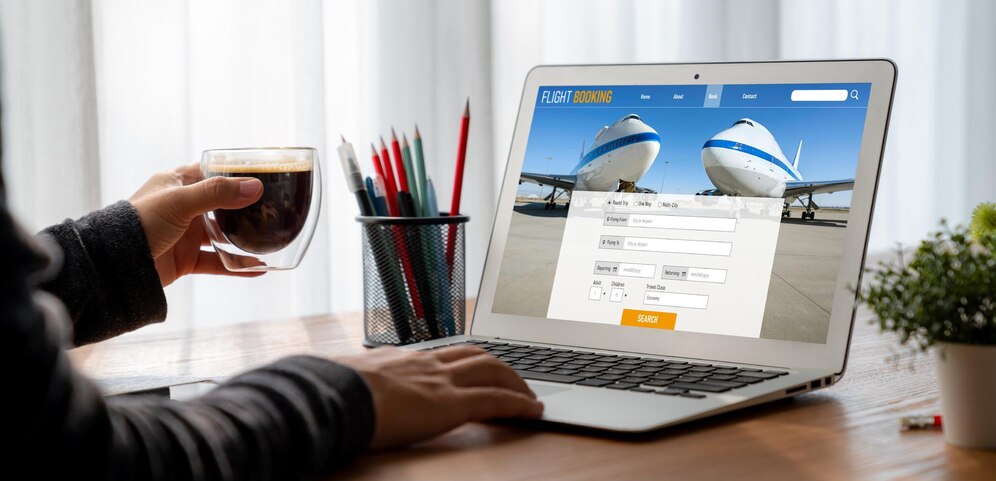 FLIGHT BOOKING Home About Book Contact
Round Trip One Way Multi-City
Flying From City or Airport
Flying To City or Airport
Departing Returning
Adult Children Travel Class
Economy
SEARCH